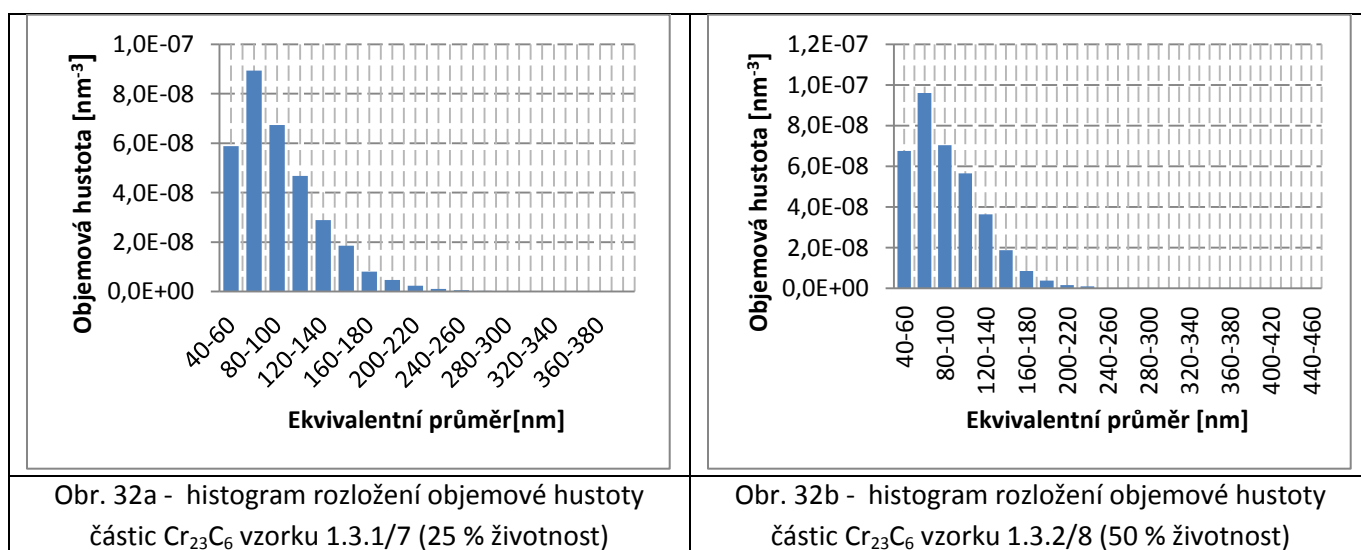 1,0E-07
8,0E-08
6,0E-08
4,0E-08
2,0E-08
0,0E+00
Objemová hustota [nm⁻³]
40-60
80-100
120-140
160-180
200-220
240-260
280-300
320-340
360-380
Ekvivalentní průměr[nm]
Obr. 32a - histogram rozložení objemové hustoty
částic Cr₂₃C₆ vzorku 1.3.1/7 (25 % životnost)
1,2E-07
1,0E-07
8,0E-08
6,0E-08
4,0E-08
2,0E-08
0,0E+00
Objemová hustota [nm⁻³]
40-60
80-100
120-140
160-180
200-220
240-260
280-300
320-340
360-380
400-420
440-460
Ekvivalentní průměr [nm]
Obr. 32b - histogram rozložení objemové hustoty
částic Cr₂₃C₆ vzorku 1.3.2/8 (50 % životnost)